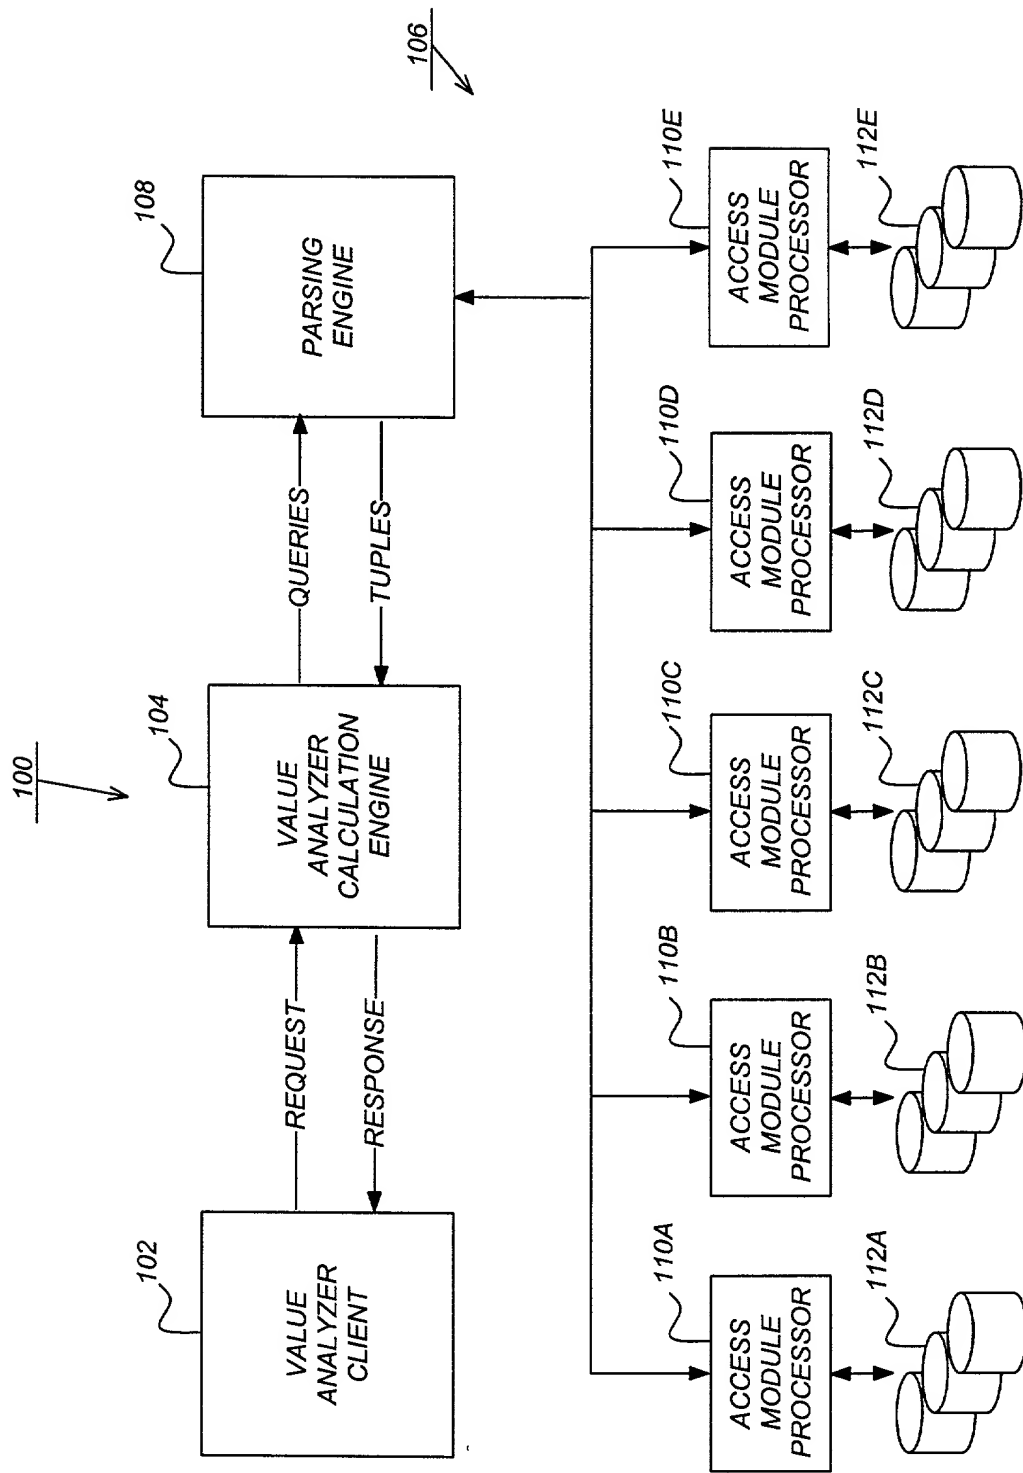 100
106
102
104
108
VALUE
ANALYZER
CLIENT
REQUEST
RESPONSE
VALUE
ANALYZER
CALCULATION
ENGINE
QUERIES
TUPLES
PARSING
ENGINE
110A
110B
110C
110D
110E
ACCESS
MODULE
PROCESSOR
ACCESS
MODULE
PROCESSOR
ACCESS
MODULE
PROCESSOR
ACCESS
MODULE
PROCESSOR
ACCESS
MODULE
PROCESSOR
112A
112B
112C
112D
112E